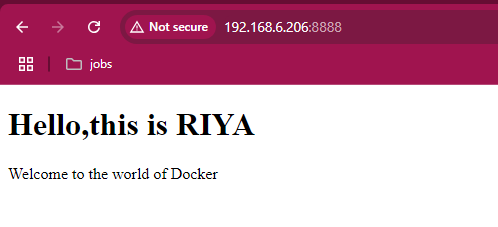 Not secure 192.168.6.206:8888
jobs
Hello,this is RIYA
Welcome to the world of Docker